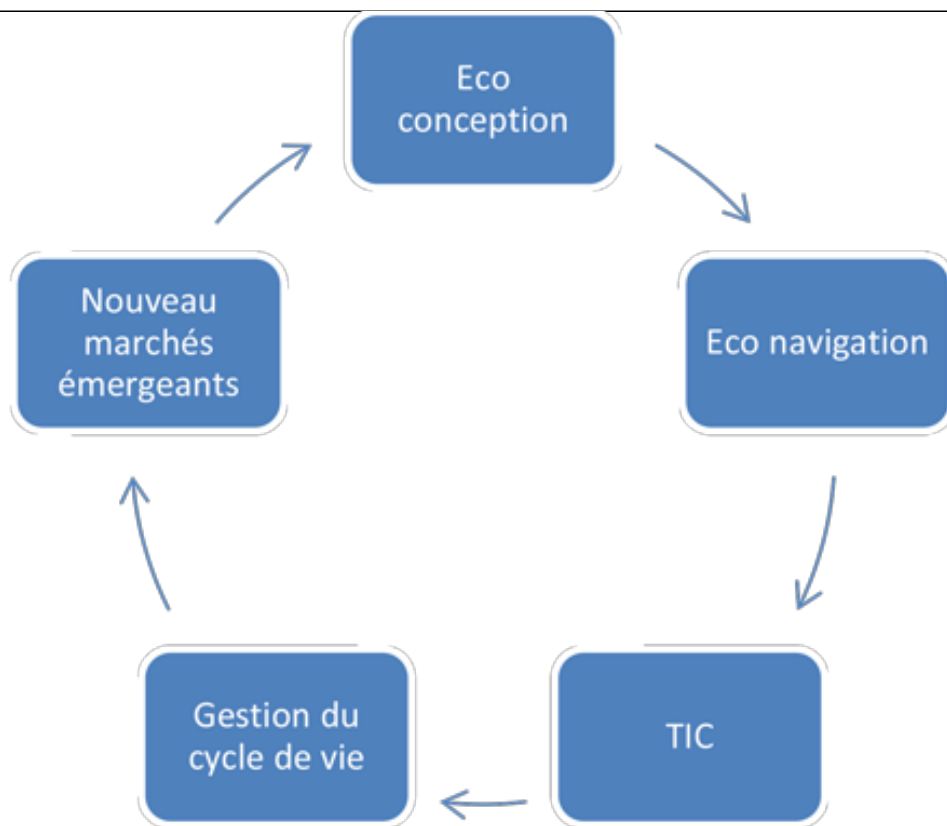 Eco
conception
Eco navigation
TIC
Gestion du
cycle de vie
Nouveau
marchés
émergeants